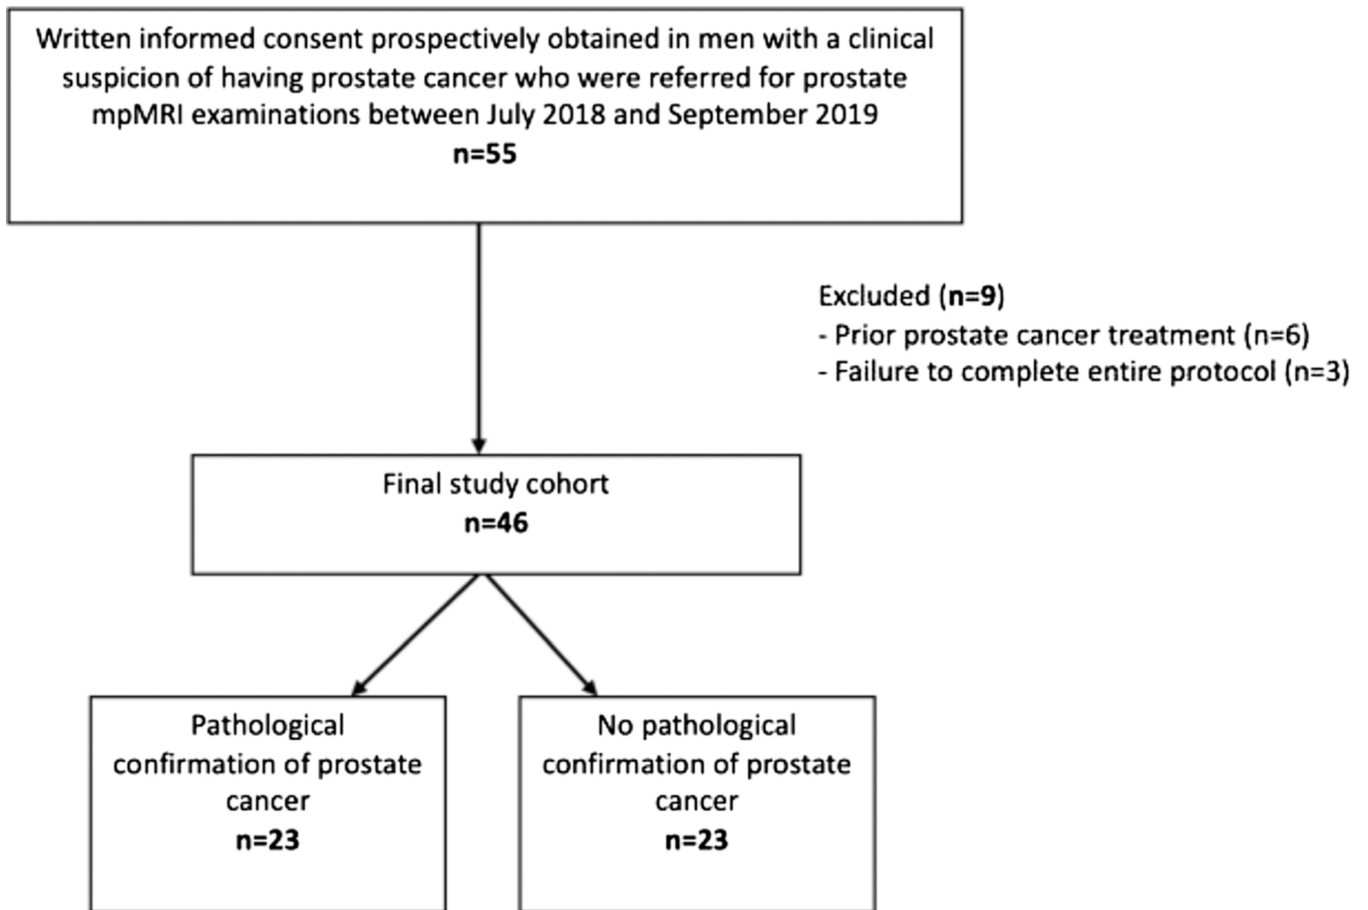 Written informed consent prospectively obtained in men with a clinical
suspicion of having prostate cancer who were referred for prostate
mpMRI examinations between July 2018 and September 2019
n=55
Excluded (n=9)
- Prior prostate cancer treatment (n=6)
- Failure to complete entire protocol (n=3)
Final study cohort
n=46
Pathological
confirmation of prostate
cancer
n=23
No pathological
confirmation of prostate
cancer
n=23